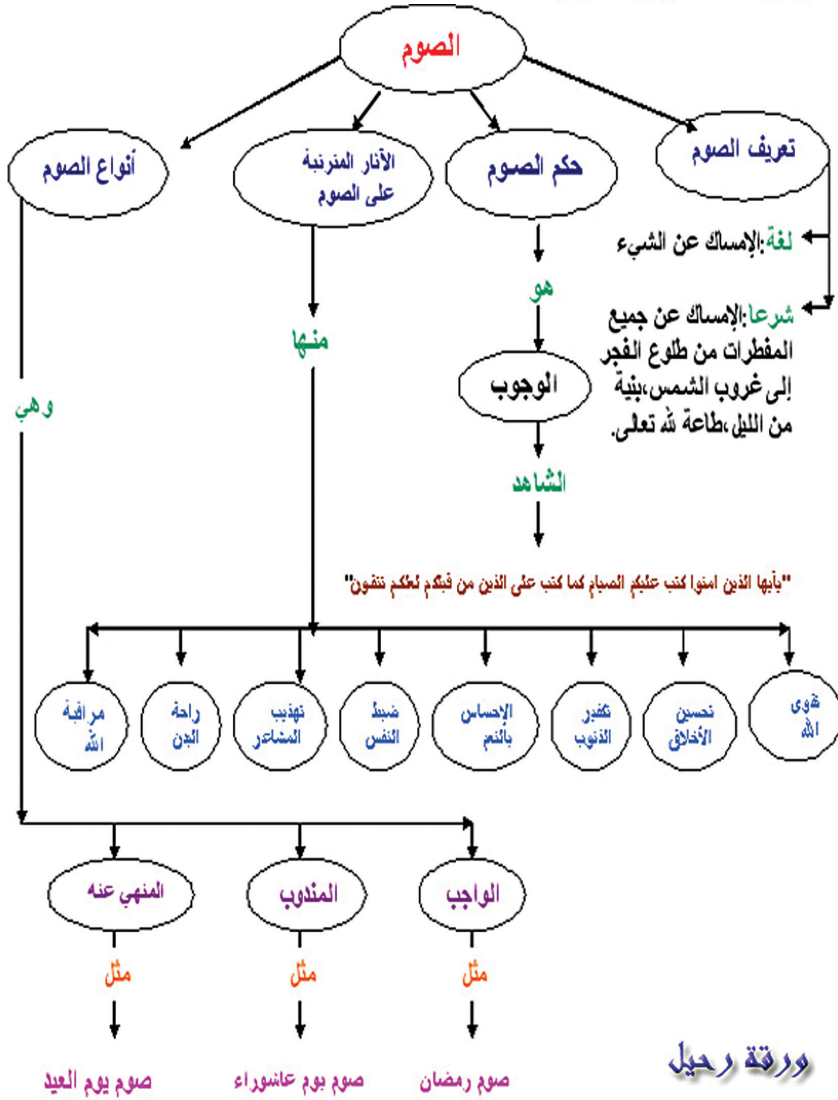 الصوم
تعريف الصوم
حكم الصوم
الآثار المترتبة
على الصوم
أنواع الصوم
لغة:الإمساك عن الشيء
شرعا:الإمساك عن جميع
المفطرات من طلوع الفجر
إلى غروب الشمس،بنية
من الليل،طاعة لله تعالى.
هو
الوجوب
الشاهد
"يأيها الذين امنوا كتب عليكم الصيام كما كتب على الذين من قبلكم لعلكم تتقون"
منها
تقوى
الله
تحسين
الأخلاق
تكفير
الذنوب
الإحساس
بالنعم
ضبط
النفس
تهذيب
المشاعر
راحة
البدن
مراقبة
الله
وهي
الواجب
المندوب
المنهي عنه
مثل
مثل
مثل
صوم رمضان
صوم يوم عاشوراء
صوم يوم العيد
ورقة رحيل